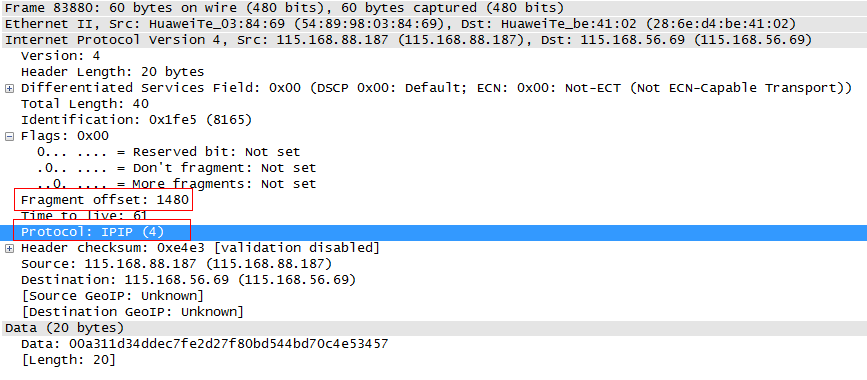 Frame 83880: 60 bytes on wire (480 bits), 60 bytes captured (480 bits)
Ethernet II, Src: HuaweiTe_03:84:69 (54:89:98:03:84:69), Dst: HuaweiTe_be:41:02 (28:6e:d4:be:41:02)
Internet Protocol Version 4, Src: 115.168.88.187 (115.168.88.187), Dst: 115.168.56.69 (115.168.56.69)
Version: 4
Header Length: 20 bytes
Differentiated Services Field: 0x00 (DSCP 0x00: Default; ECN: 0x00: Not-ECT (Not ECN-Capable Transport))
Total Length: 40
Identification: 0x1fe5 (8165)
Flags: 0x00
0... .... = Reserved bit: Not set
.0.. .... = Don't fragment: Not set
..0. .... = More fragments: Not set
Fragment offset: 1480
Time to live: 61
Protocol: IPIP (4)
Header checksum: 0xe4e3 [validation disabled]
Source: 115.168.88.187 (115.168.88.187)
Destination: 115.168.56.69 (115.168.56.69)
[Source GeoIP: Unknown]
[Destination GeoIP: Unknown]
Data (20 bytes)
Data: 00a311d34ddec7fe2d27f80bd544bd70c4e53457
[Length: 20]